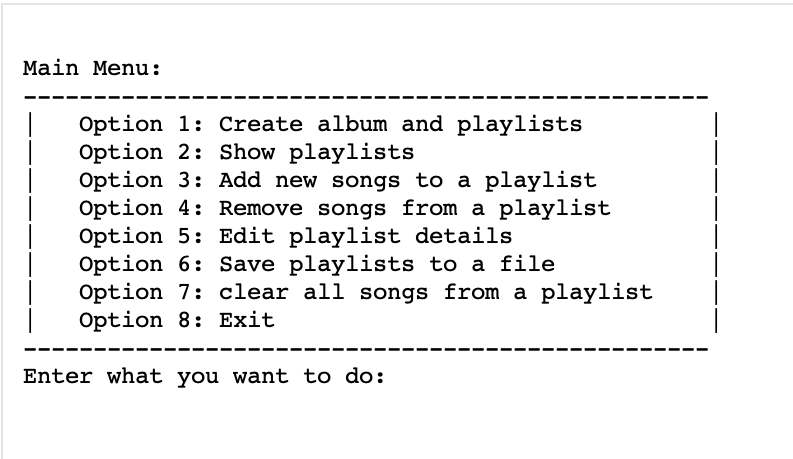 Main Menu:
-------------------------------------------------
|   Option 1: Create album and playlists         |
|   Option 2: Show playlists                     |
|   Option 3: Add new songs to a playlist        |
|   Option 4: Remove songs from a playlist       |
|   Option 5: Edit playlist details              |
|   Option 6: Save playlists to a file           |
|   Option 7: clear all songs from a playlist    |
|   Option 8: Exit                               |
-------------------------------------------------
Enter what you want to do: